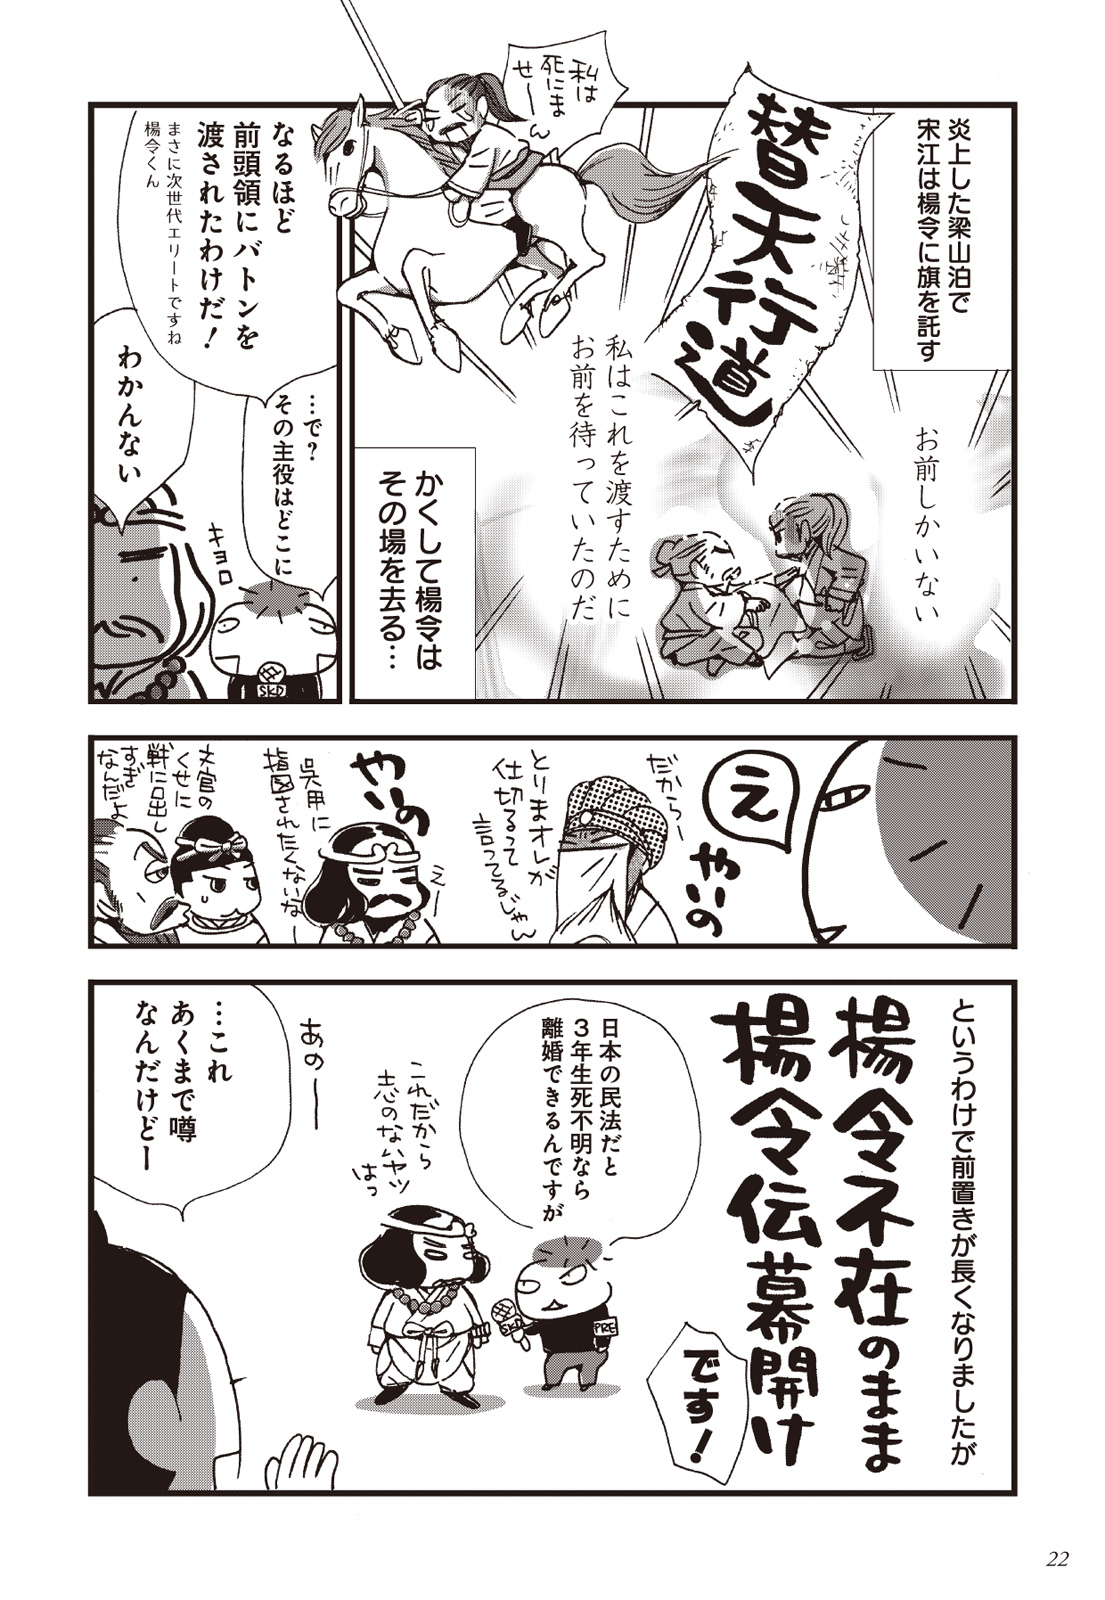 炎上した梁山泊で
宋江は楊令に旗を託す
替天行道
私は
死にま
せーん
お前しかいない
私はこれを渡すために
お前を待っていたのだ
かくして楊令は
その場を去る…
なるほど
前頭領にバトンを
渡されたわけだ！
まさに次世代エリートですね
楊令くん
…で？
その主役はどこに
キョロ
SKD
わかんない
え
やいの
だからー
とりまオレが
仕切るって
言ってるじゃん
やいの
えー
呉用に
指図されたくないな
文官の
くせに
戦に口出し
すぎ
なんだよ
というわけで前置きが長くなりましたが
楊令不在のまま
楊令伝幕開け
です！
日本の民法だと
3年生死不明なら
離婚できるんですが
SKD
PRE
これだから
志のないヤツ
はっ
あのー
…これ
あくまで噂
なんだけどー
22